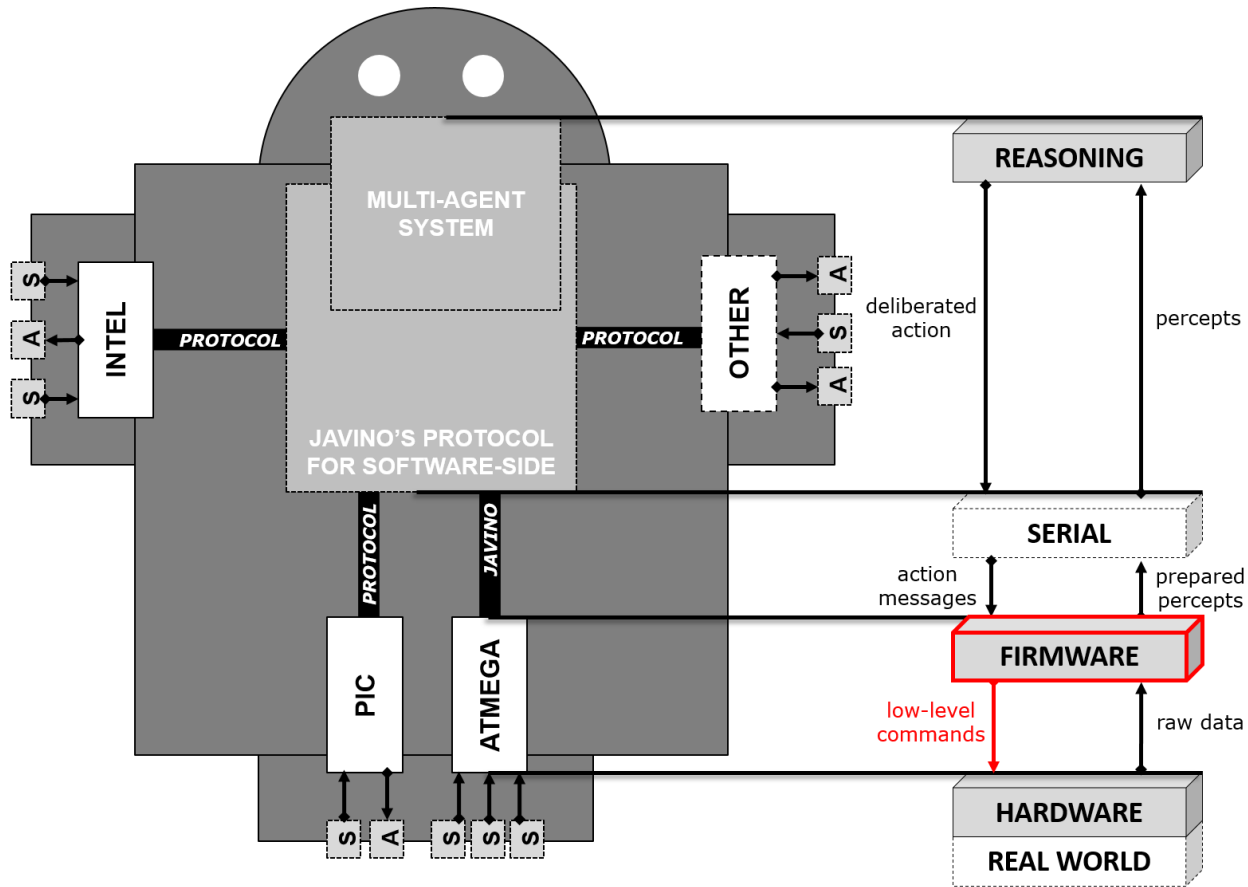 REASONING
MULTI-AGENT
SYSTEM
S
A
S
INTEL
PROTOCOL
PROTOCOL
OTHER
A
S
A
deliberated
action
percepts
JAVINO'S PROTOCOL
FOR SOFTWARE-SIDE
PROTOCOL
JAVINO
SERIAL
action
messages
prepared
percepts
PIC
ATMEGA
FIRMWARE
low-level
commands
raw data
S
A
S
S
S
HARDWARE
REAL WORLD